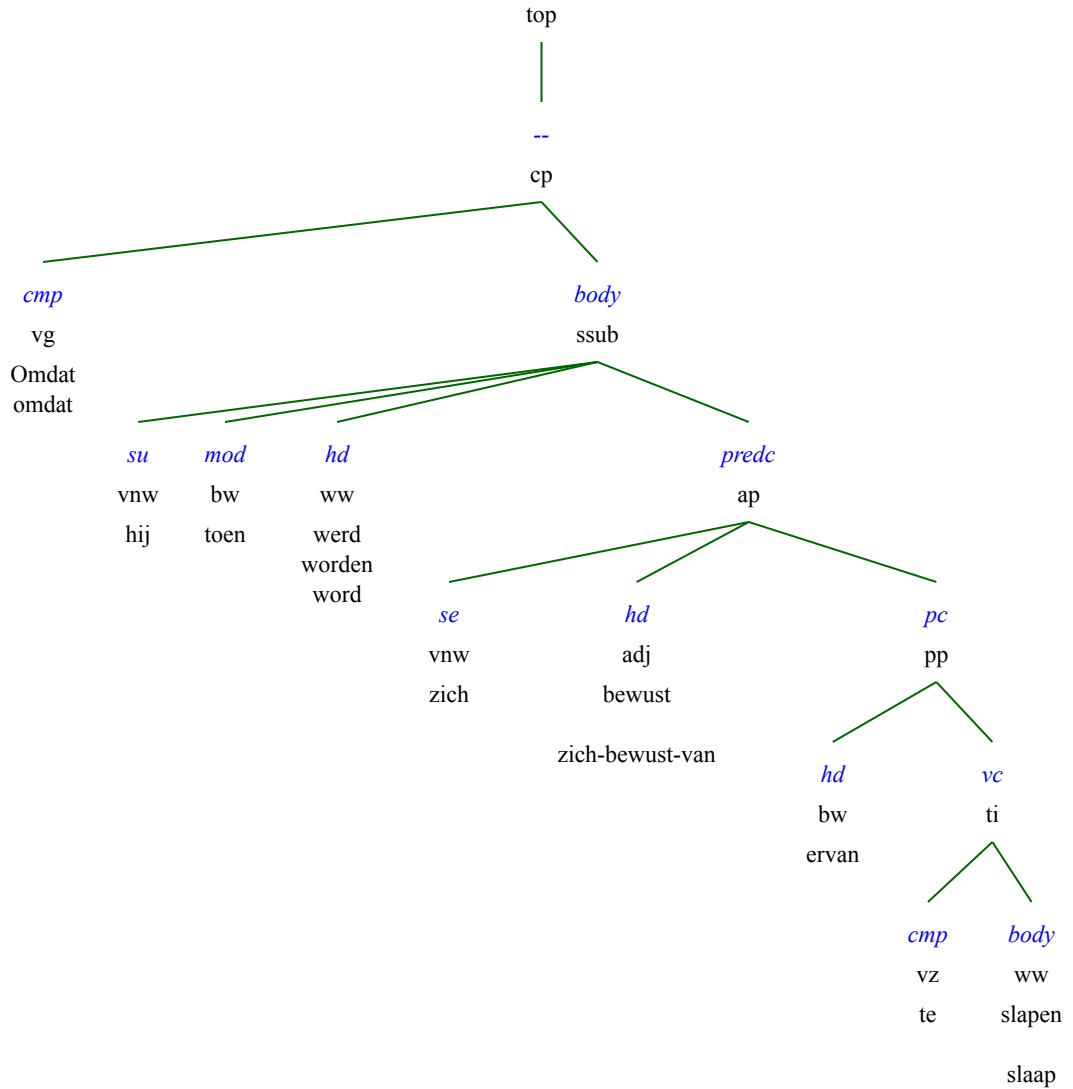 top
--
cp
cmp body
vg ssub
Omdat
omdat
su mod hd predc
vnw bw ww ap
hij toen werd
worden
word
se hd pc
vnw adj pp
zich bewust
zich-bewust-van
hd vc
bw ti
ervan
cmp body
vz ww
te slapen
slaap